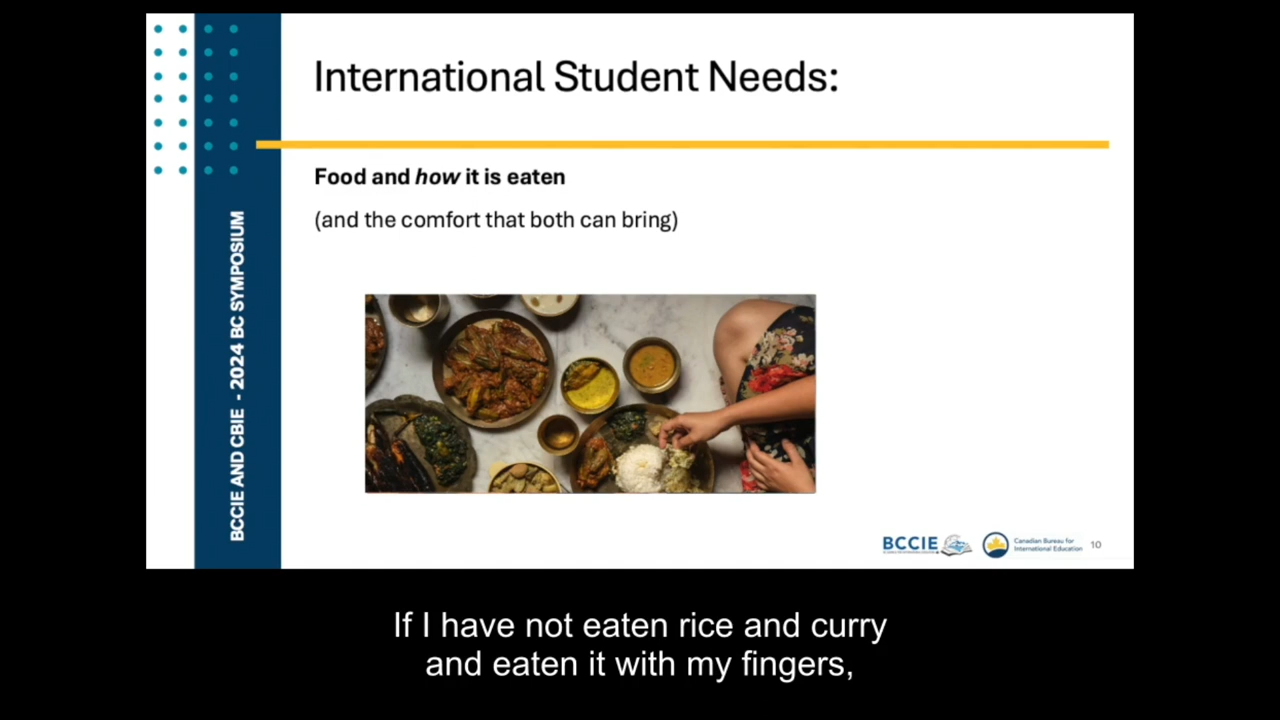 International Student Needs:
Food and how it is eaten
(and the comfort that both can bring)
BCCIE AND CBIE - 2024 BC SYMPOSIUM
BCCIE
Canadian Bureau for
International Education
10
If I have not eaten rice and curry
and eaten it with my fingers,